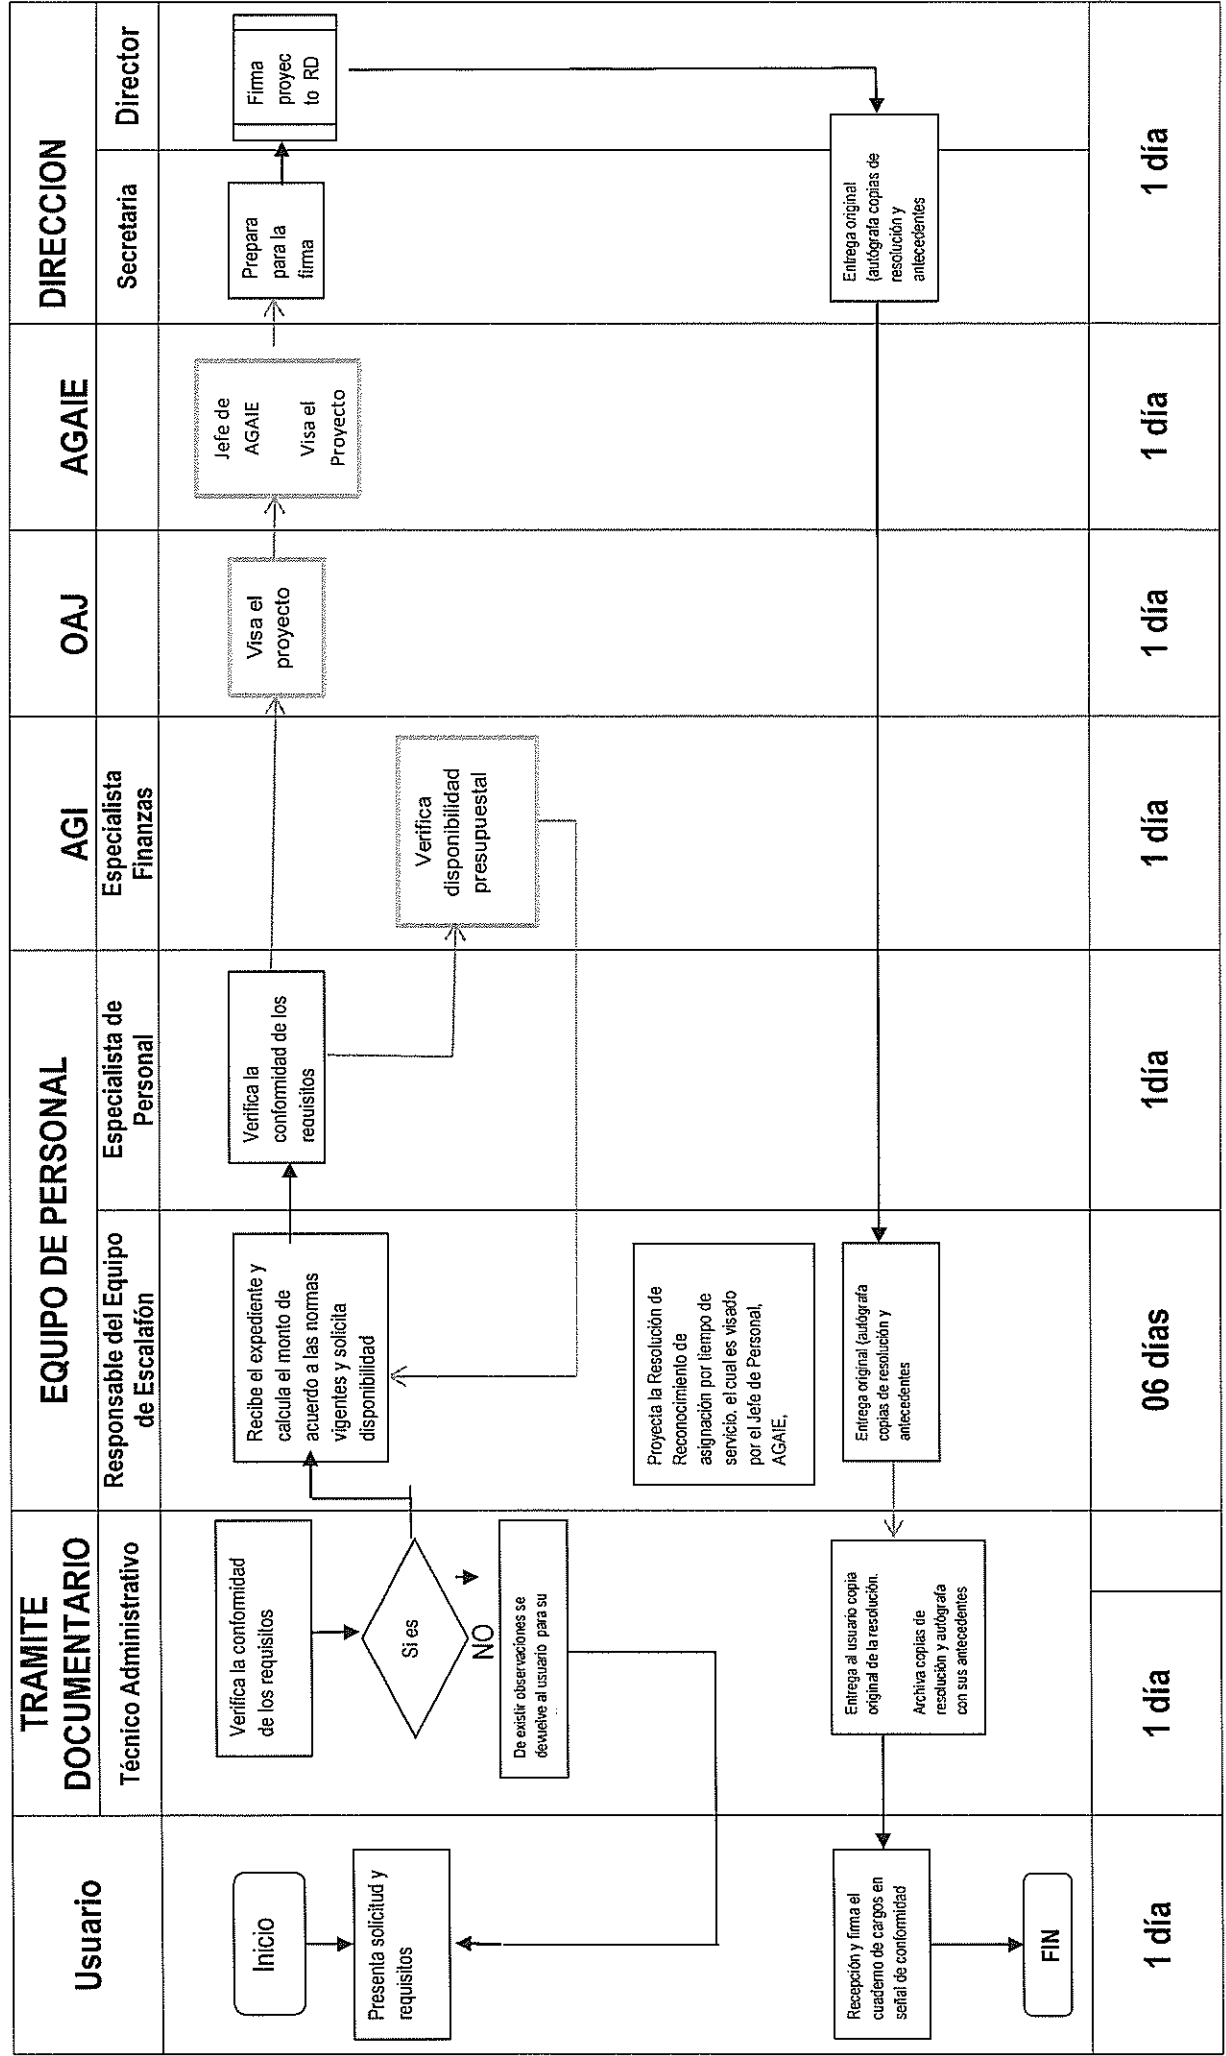 Usuario
TRAMITE
DOCUMENTARIO
Técnico Administrativo
EQUIPO DE PERSONAL
Responsable del Equipo
de Escalafón
Especialista de
Personal
AGI
Especialista
Finanzas
OAJ
AGAIE
DIRECCION
Secretaria
Director
Inicio
Presenta solicitud y
requisitos
Verifica la conformidad
de los requisitos
Si es
NO
De existir observaciones se
devuelve al usuario para su
Recibe el expediente y
calcula el monto de
acuerdo a las normas
vigentes y solicita
disponibilidad
Verifica la
conformidad de los
requisitos
Verifica
disponibilidad
presupuestal
Visa el
proyecto
Jefe de
AGAIE
Visa el
Proyecto
Prepara
para la
firma
Firma
proyec
to RD
Proyecta la Resolución de
Reconocimiento de
asignación por tiempo de
servicio, el cual es visado
por el Jefe de Personal,
AGAIE,
Entrega original
(autógrafa copias de
resolución y
antecedentes
Entrega original (autógrafa
copias de resolución y
antecedentes
Entrega al usuario copia
original de la resolución.
Archiva copias de
resolución y autógrafa
con sus antecedentes
Recepción y firma el
cuaderno de cargos en
señal de conformidad
FIN
1 día
1 día
06 días
1día
1 día
1 día
1 día
1 día